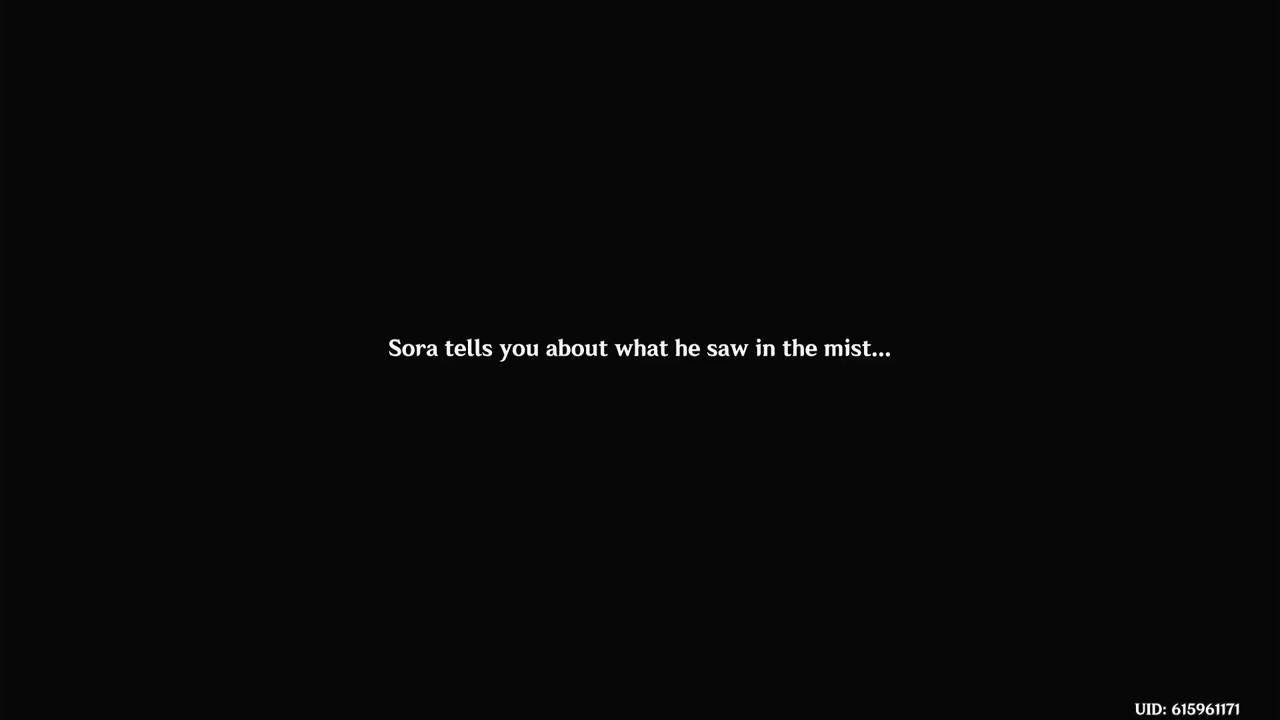 Sora tells you about what he saw in the mist...
UID: 615961171